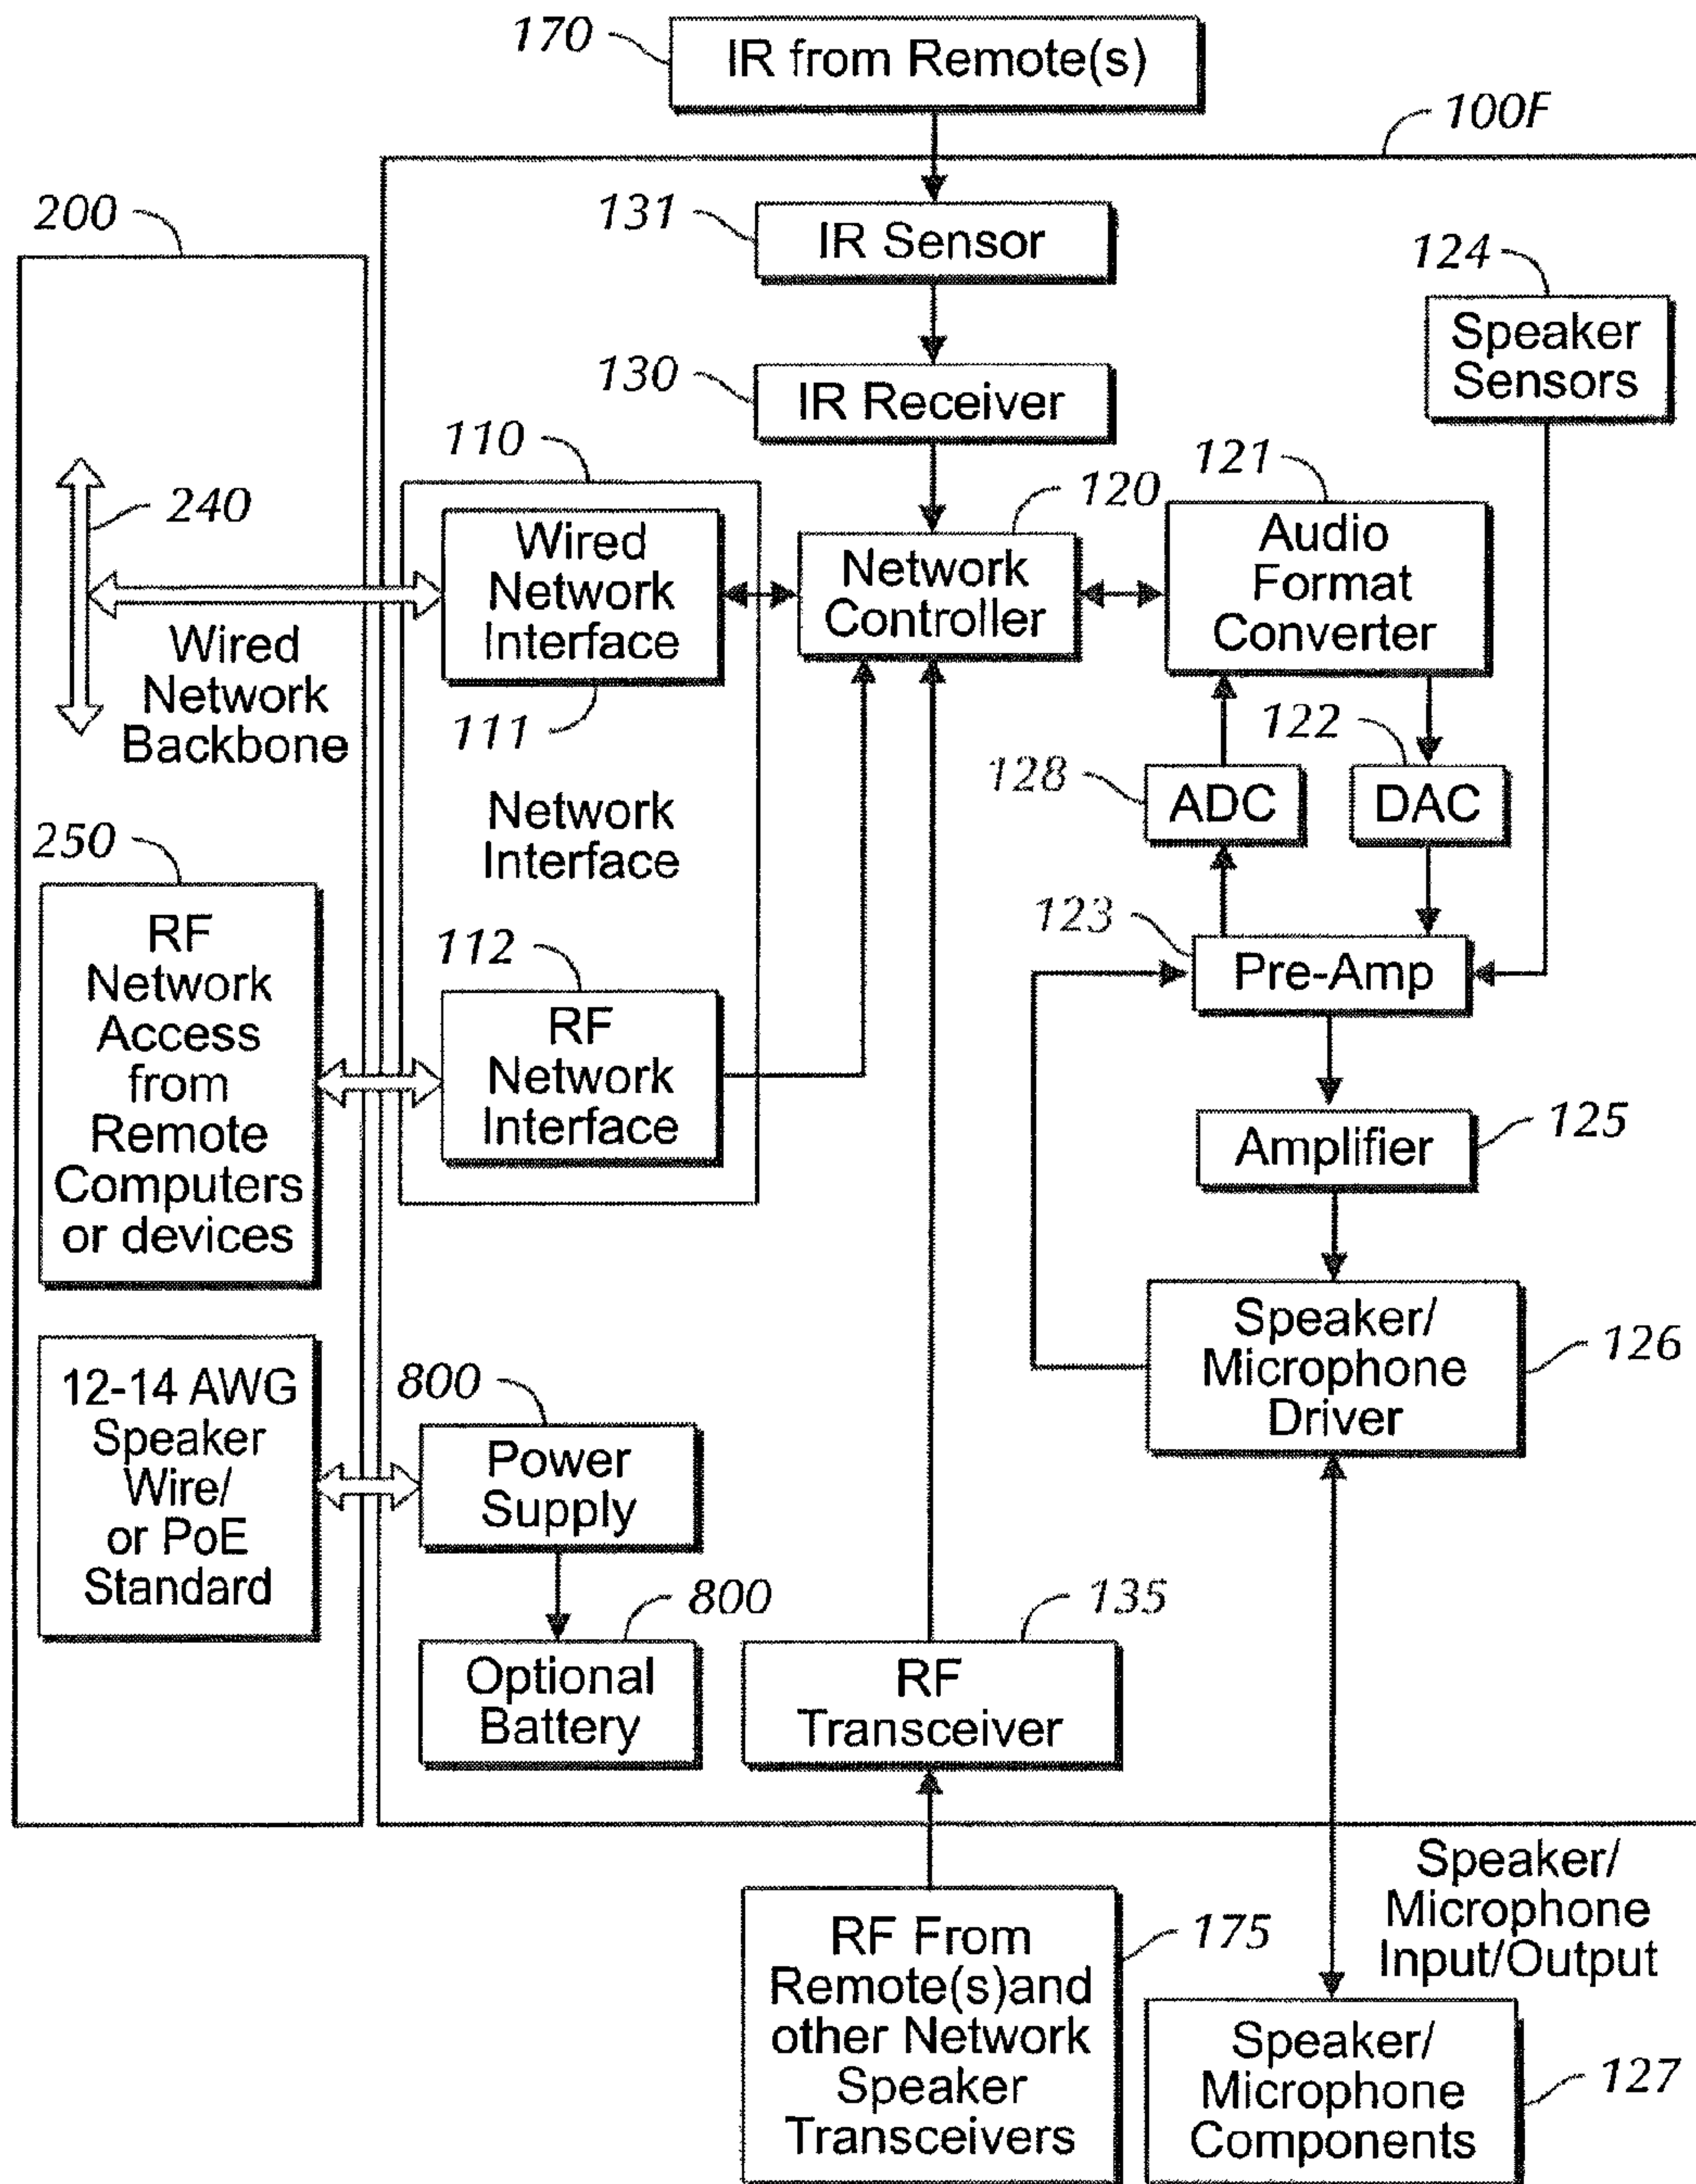 170
IR from Remote(s)
100F
200
131
IR Sensor
124
Speaker
Sensors
130
IR Receiver
110
121
240
120
Wired
Network
Interface
Network
Controller
Audio
Format
Converter
Wired
Network
Backbone
111
122
128
ADC
DAC
Network
Interface
250
RF
Network
Access
from
Remote
Computers
or devices
112
RF
Network
Interface
123
Pre-Amp
Amplifier
125
Speaker/
Microphone
Driver
126
12-14 AWG
Speaker
Wire/
or PoE
Standard
800
Power
Supply
800
Optional
Battery
135
RF
Transceiver
Speaker/
Microphone
Input/Output
RF From
Remote(s)and
other Network
Speaker
Transceivers
175
Speaker/
Microphone
Components
127